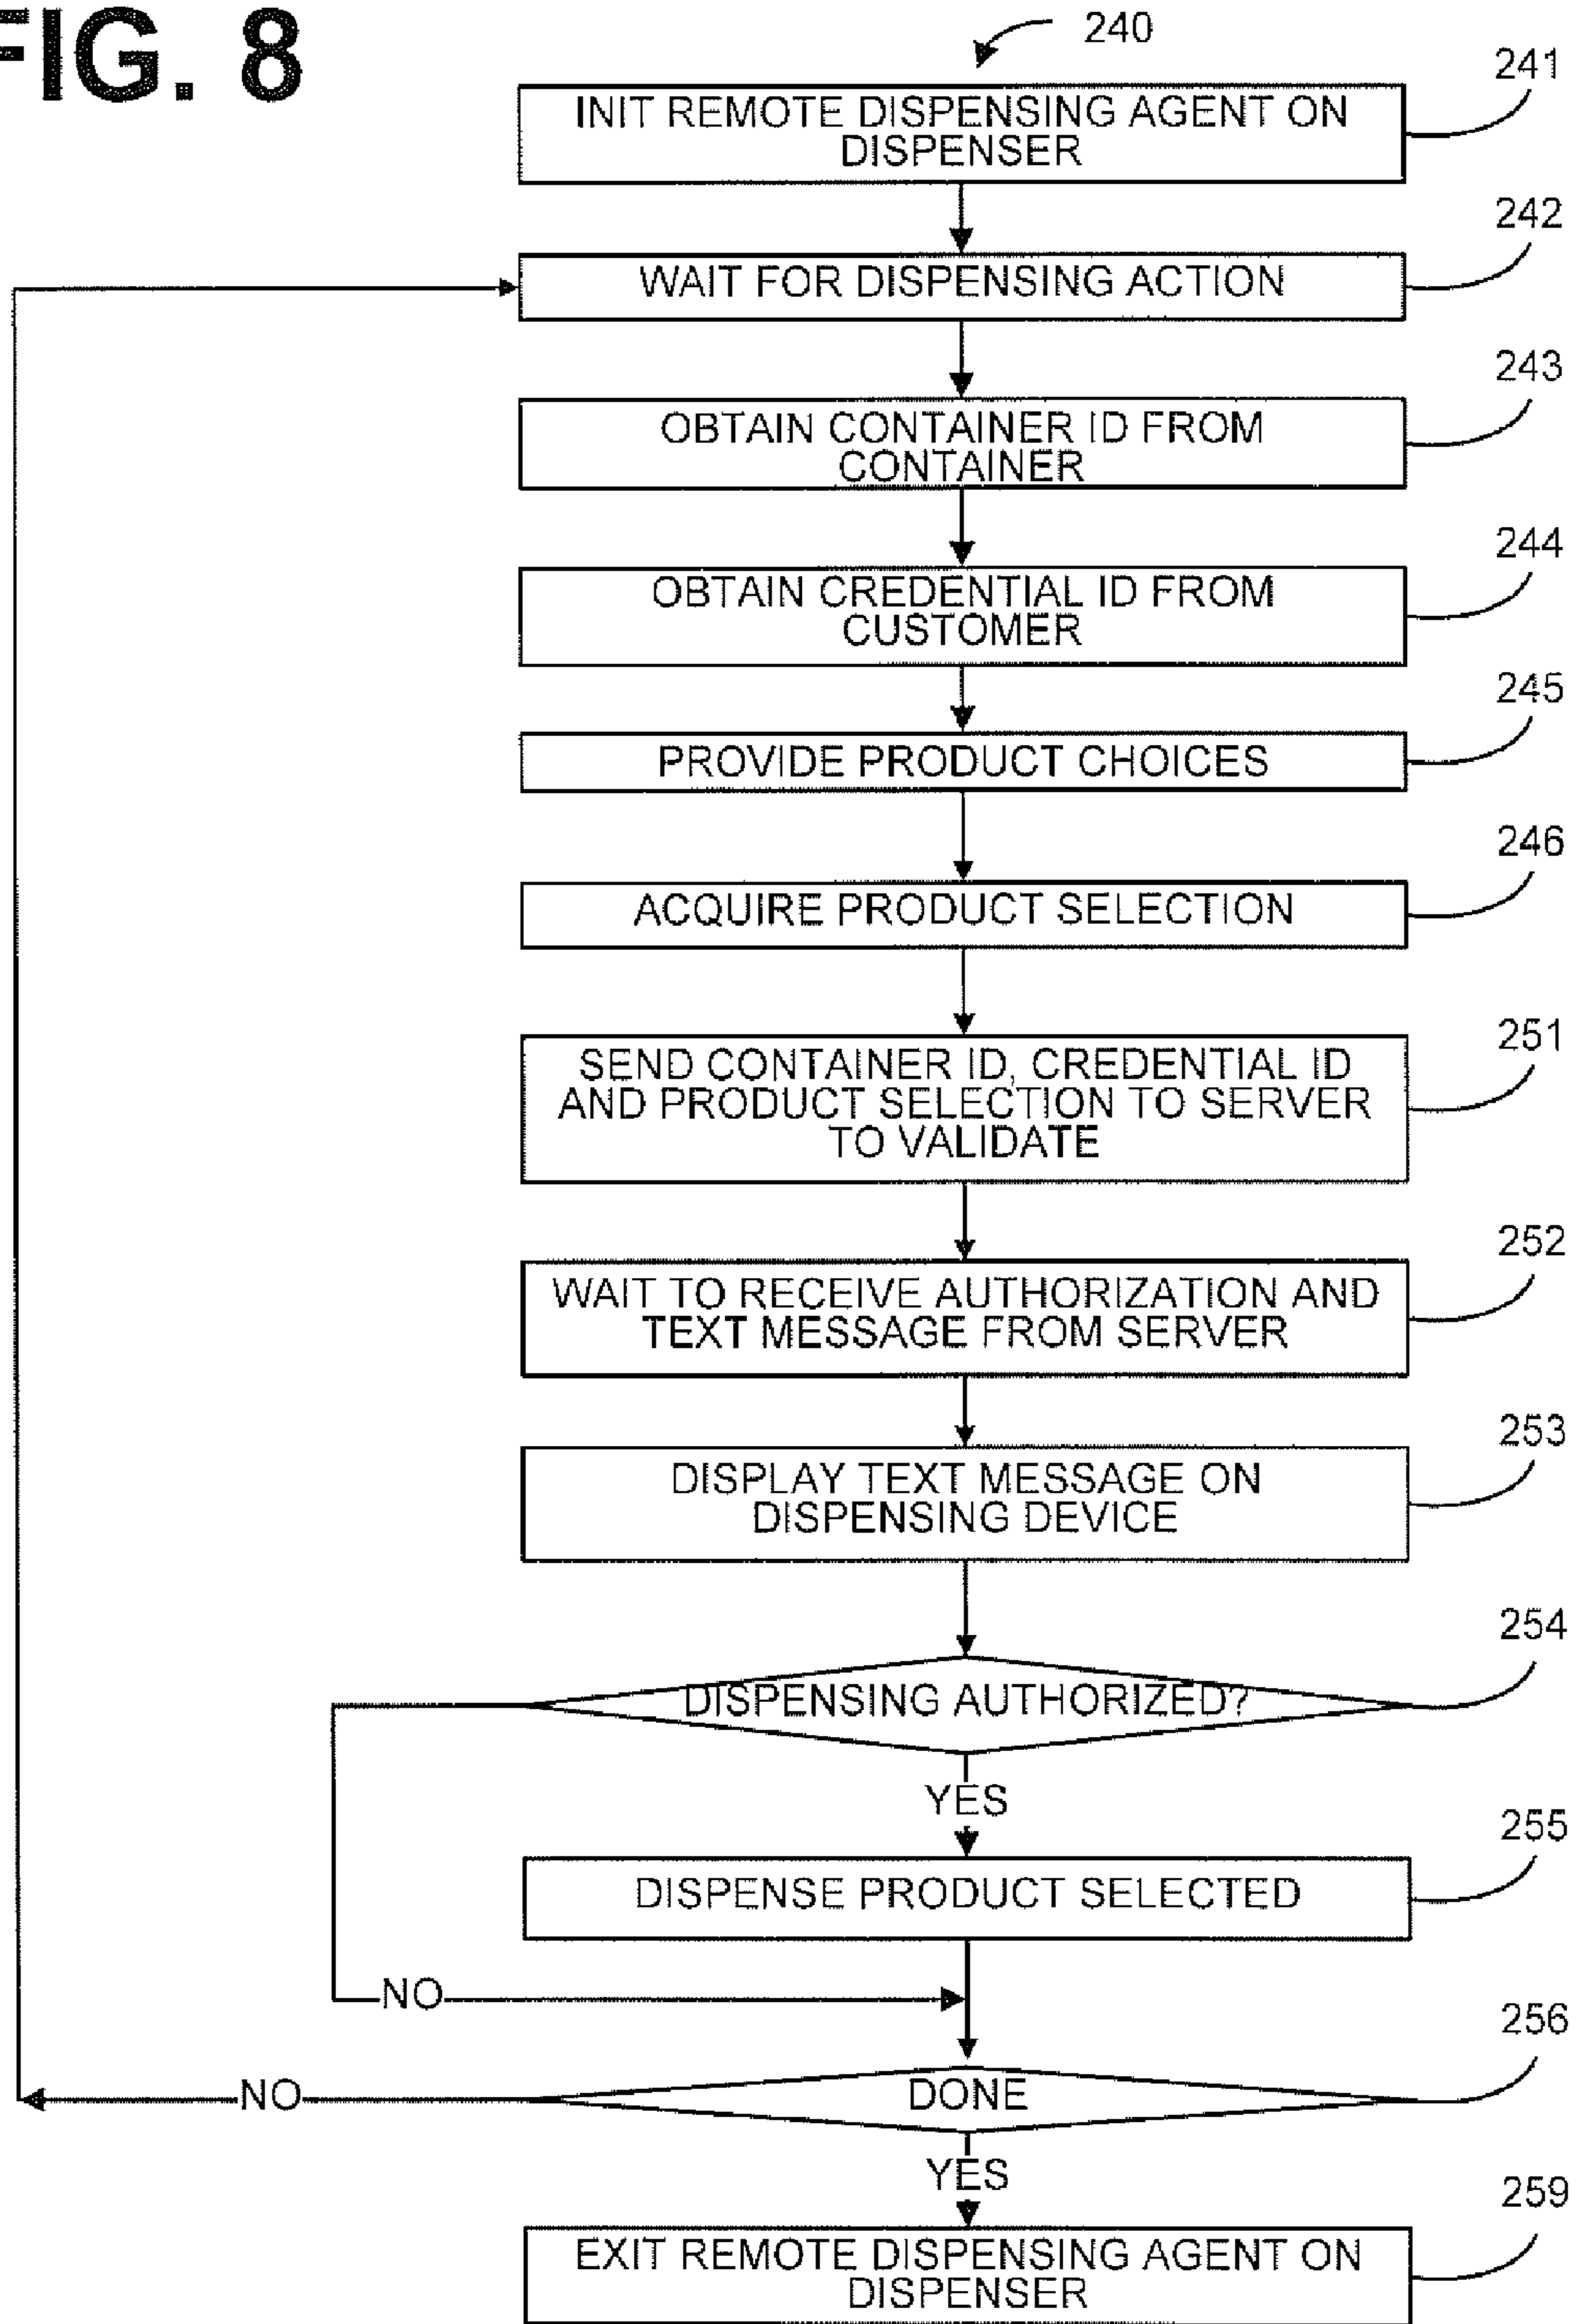 FIG. 8
240
241
INIT REMOTE DISPENSING AGENT ON
DISPENSER
242
WAIT FOR DISPENSING ACTION
243
OBTAIN CONTAINER ID FROM
CONTAINER
244
OBTAIN CREDENTIAL ID FROM
CUSTOMER
245
PROVIDE PRODUCT CHOICES
246
ACQUIRE PRODUCT SELECTION
251
SEND CONTAINER ID, CREDENTIAL ID
AND PRODUCT SELECTION TO SERVER
TO VALIDATE
252
WAIT TO RECEIVE AUTHORIZATION AND
TEXT MESSAGE FROM SERVER
253
DISPLAY TEXT MESSAGE ON
DISPENSING DEVICE
254
DISPENSING AUTHORIZED?
YES
255
DISPENSE PRODUCT SELECTED
NO
256
DONE
NO
YES
259
EXIT REMOTE DISPENSING AGENT ON
DISPENSER